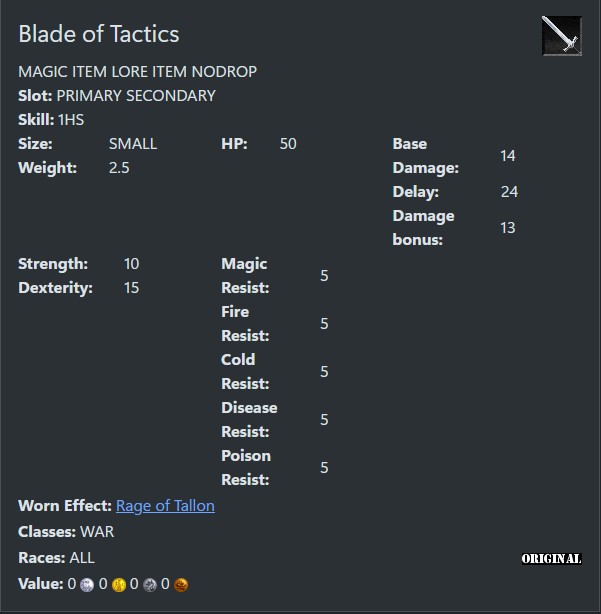 Blade of Tactics
MAGIC ITEM LORE ITEM NODROP
Slot: PRIMARY SECONDARY
Skill: 1HS
Size: SMALL HP: 50 Base Damage: 14
Weight: 2.5 Delay: 24
Damage bonus: 13
Strength: 10 Magic Resist: 5
Dexterity: 15 Fire Resist: 5
Cold Resist: 5
Disease Resist: 5
Poison Resist: 5
Worn Effect: Rage of Tallon
Classes: WAR
Races: ALL
ORIGINAL
Value: 0 0 0 0